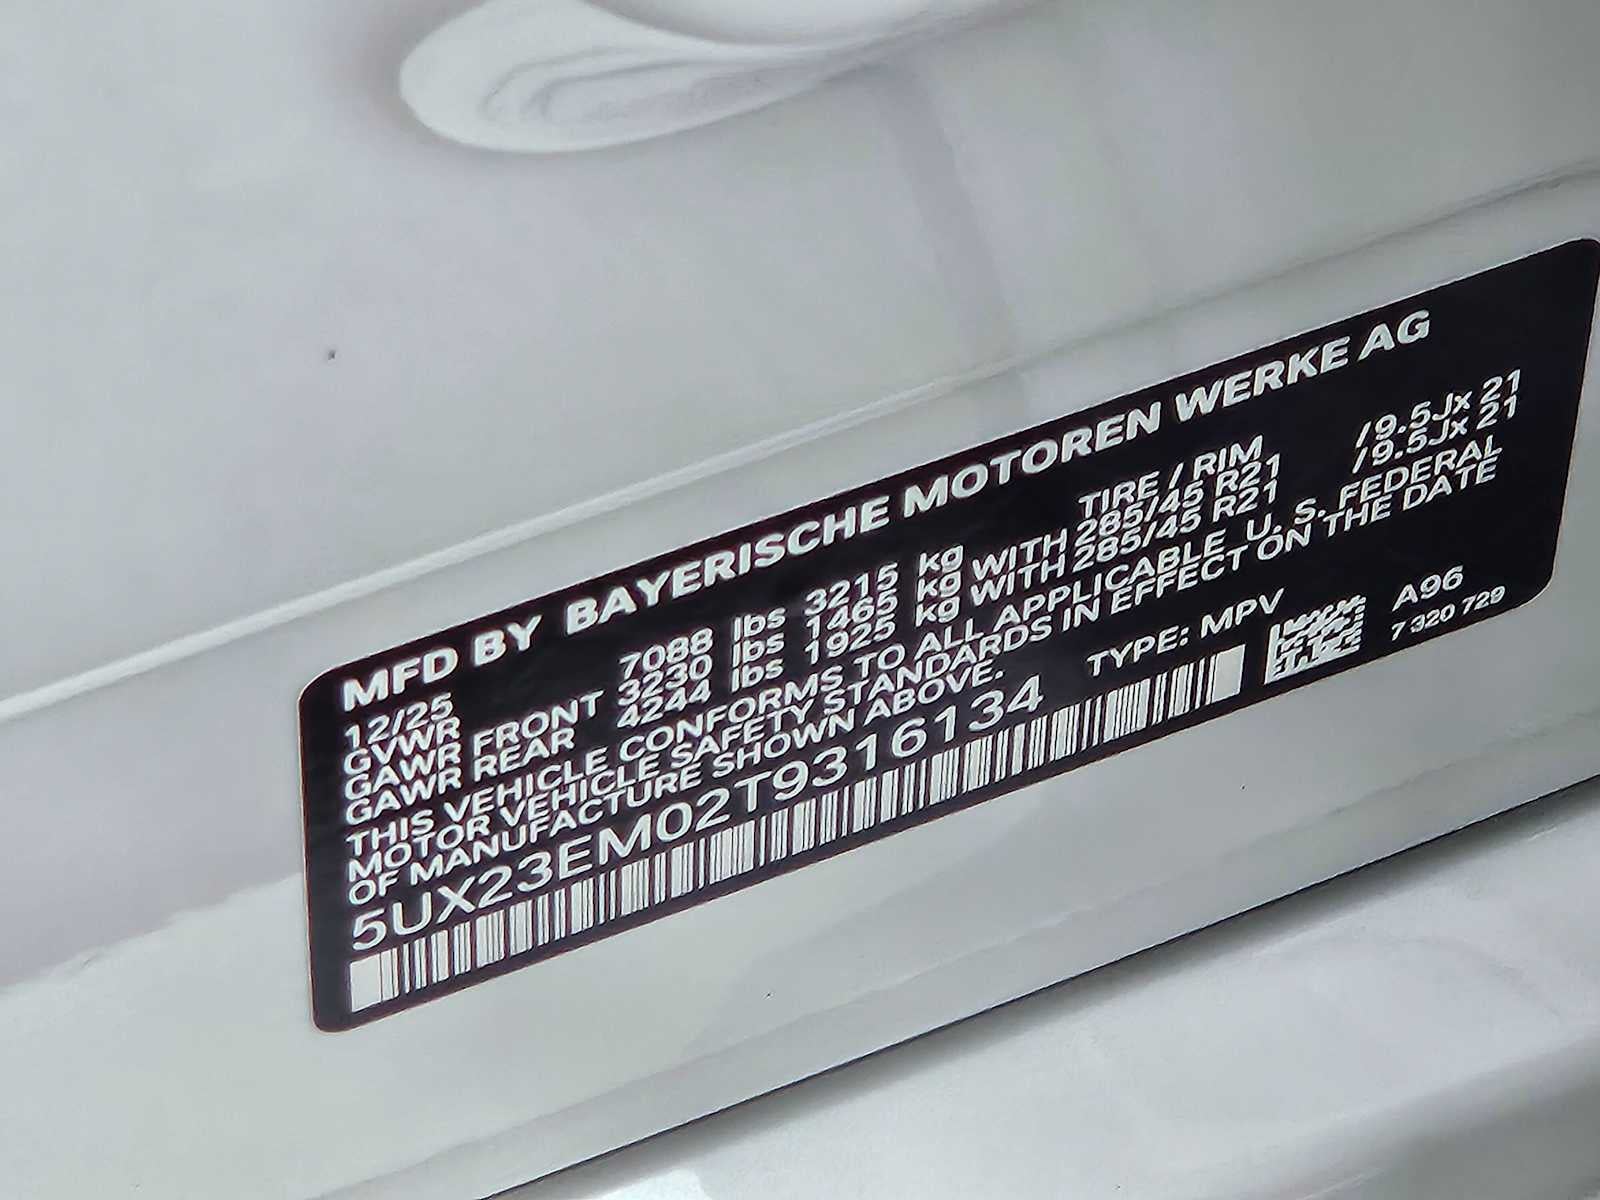 MFD BY BAYERISCHE MOTOREN WERKE AG
12/25 TIRE / RIM
GVWR 7088 lbs 3215 kg
GAWR FRONT 3230 lbs 1465 kg WITH 285/45 R21 /9.5Jx 21
GAWR REAR 4244 lbs 1925 kg WITH 285/45 R21 /9.5Jx 21
THIS VEHICLE CONFORMS TO ALL APPLICABLE U. S. FEDERAL
MOTOR VEHICLE SAFETY STANDARDS IN EFFECT ON THE DATE
OF MANUFACTURE SHOWN ABOVE.
5UX23EM02T9316134 TYPE: MPV A96
7 320 729